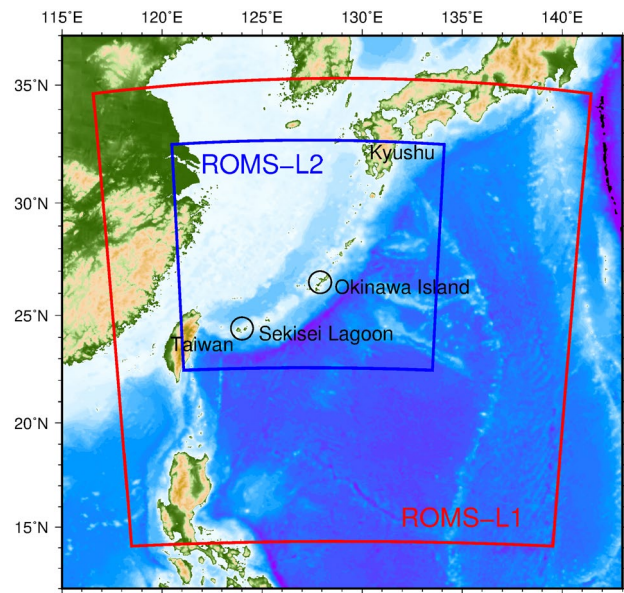 115˚E 120˚E 125˚E 130˚E 135˚E 140˚E
35˚N
Kyushu
ROMS-L2
30˚N
Okinawa Island
25˚N
Sekisei Lagoon
Taiwan
20˚N
ROMS-L1
15˚N